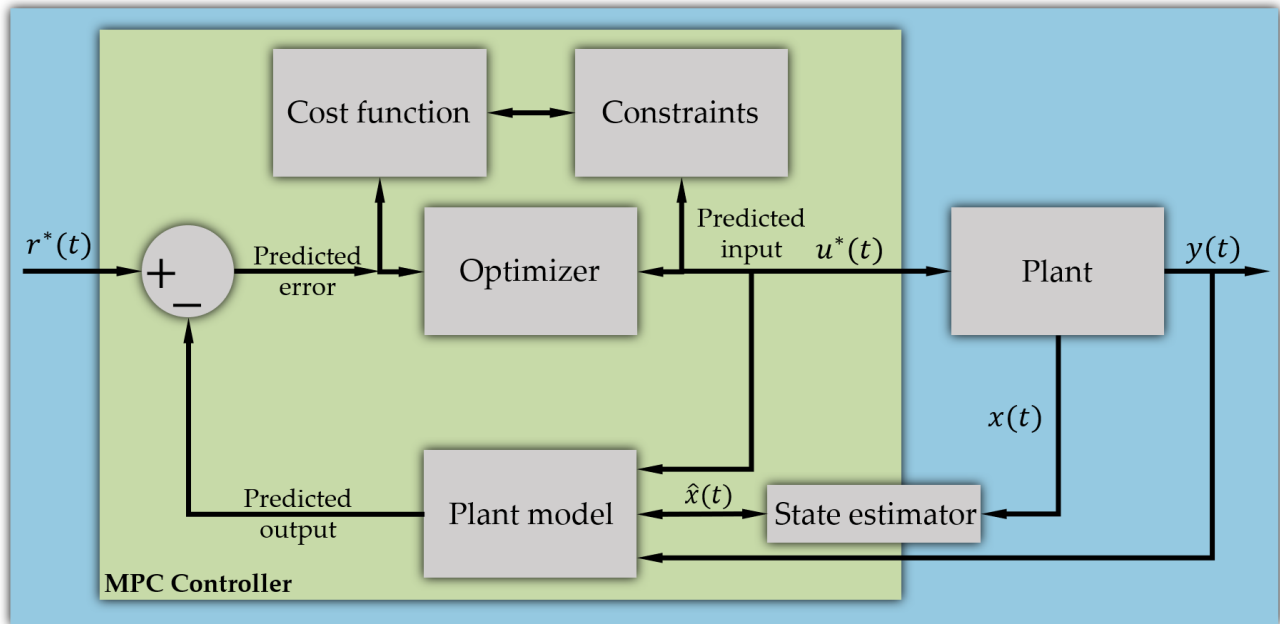 Cost function
Constraints
r*(t)
+
−
Predicted
error
Optimizer
Predicted
input
u*(t)
Plant
y(t)
x(t)
Predicted
output
Plant model
x̂(t)
State estimator
MPC Controller